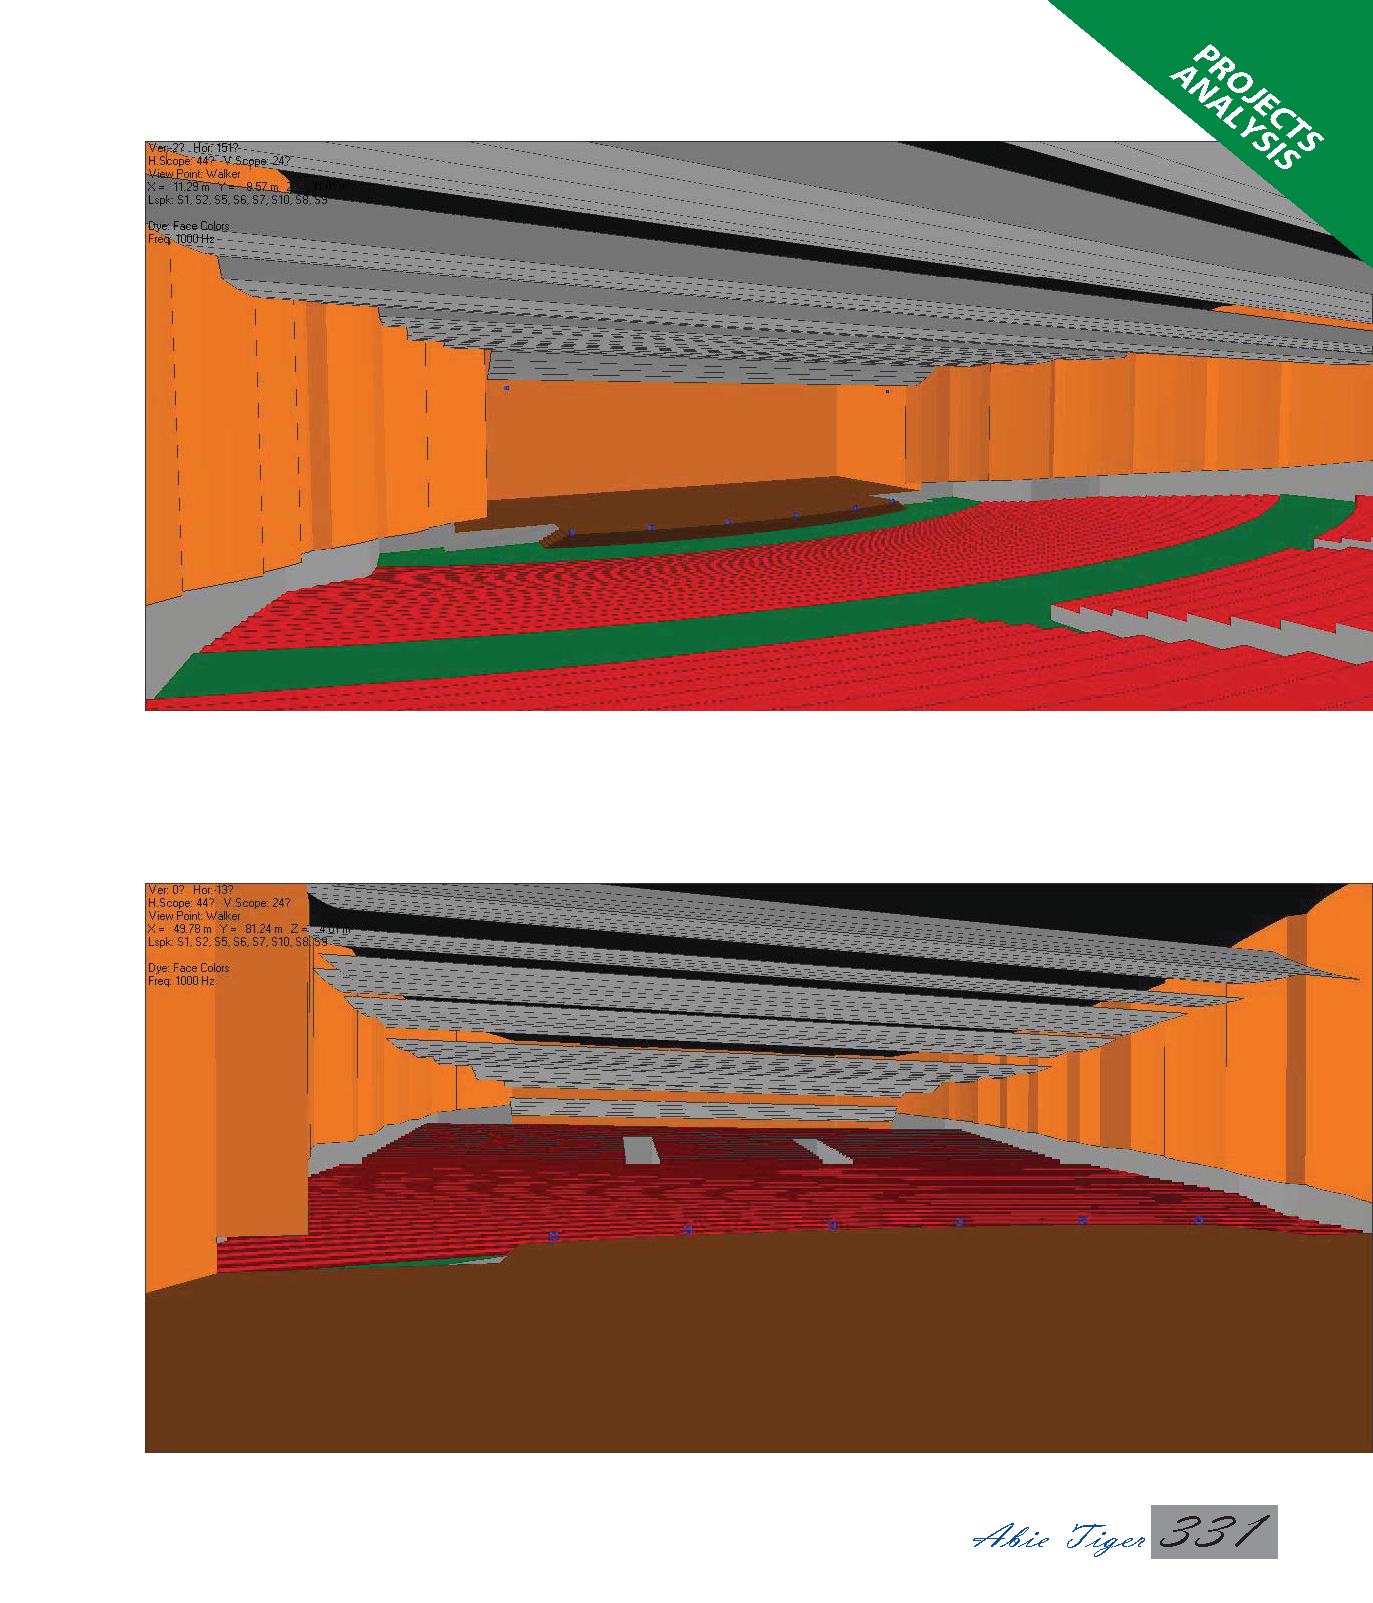 PROJECTS
ANALYSIS
Ver:-2? Hor: 151?
H.Scope: 44? V.Scope: 24?
View Point: Walker
X = 11.29 m Y = 8.57 m Z
Lspk: S1, S2, S5, S6, S7, S10, S8, S9
Dye: Face Colors
Freq: 1000 Hz
Ver: 0? Hor:-13?
H.Scope: 44? V.Scope: 24?
View Point: Walker
X = 49.78 m Y = 81.24 m Z = 4.01 m
Lspk: S1, S2, S5, S6, S7, S10, S8, S9
Dye: Face Colors
Freq: 1000 Hz
Abie Tiger 331